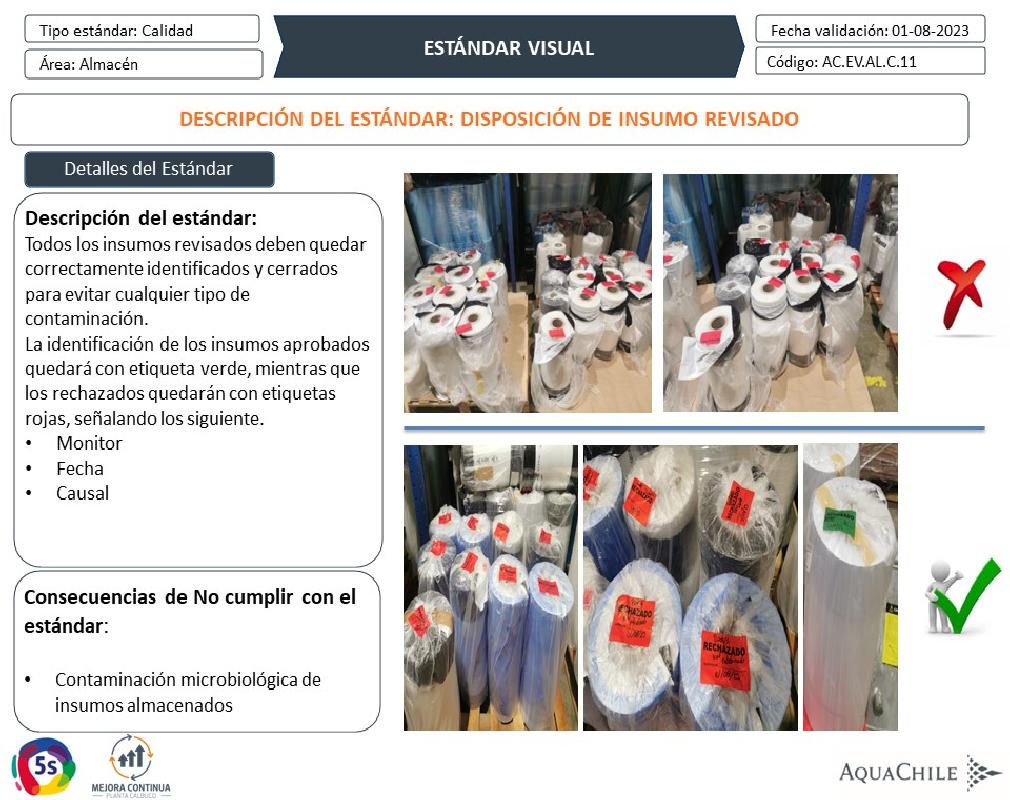 Tipo estándar: Calidad
Área: Almacén
ESTÁNDAR VISUAL
Fecha validación: 01-08-2023
Código: AC.EV.AL.C.11
DESCRIPCIÓN DEL ESTÁNDAR: DISPOSICIÓN DE INSUMO REVISADO
Detalles del Estándar
Descripción del estándar:
Todos los insumos revisados deben quedar
correctamente identificados y cerrados
para evitar cualquier tipo de
contaminación.
La identificación de los insumos aprobados
quedará con etiqueta verde, mientras que
los rechazados quedarán con etiquetas
rojas, señalando los siguiente.
• Monitor
• Fecha
• Causal
Consecuencias de No cumplir con el
estándar:
• Contaminación microbiológica de
insumos almacenados
RECHAZADO
RECHAZADO
5s
MEJORA CONTINUA
PLANTA CALBUCO
AQUACHILE